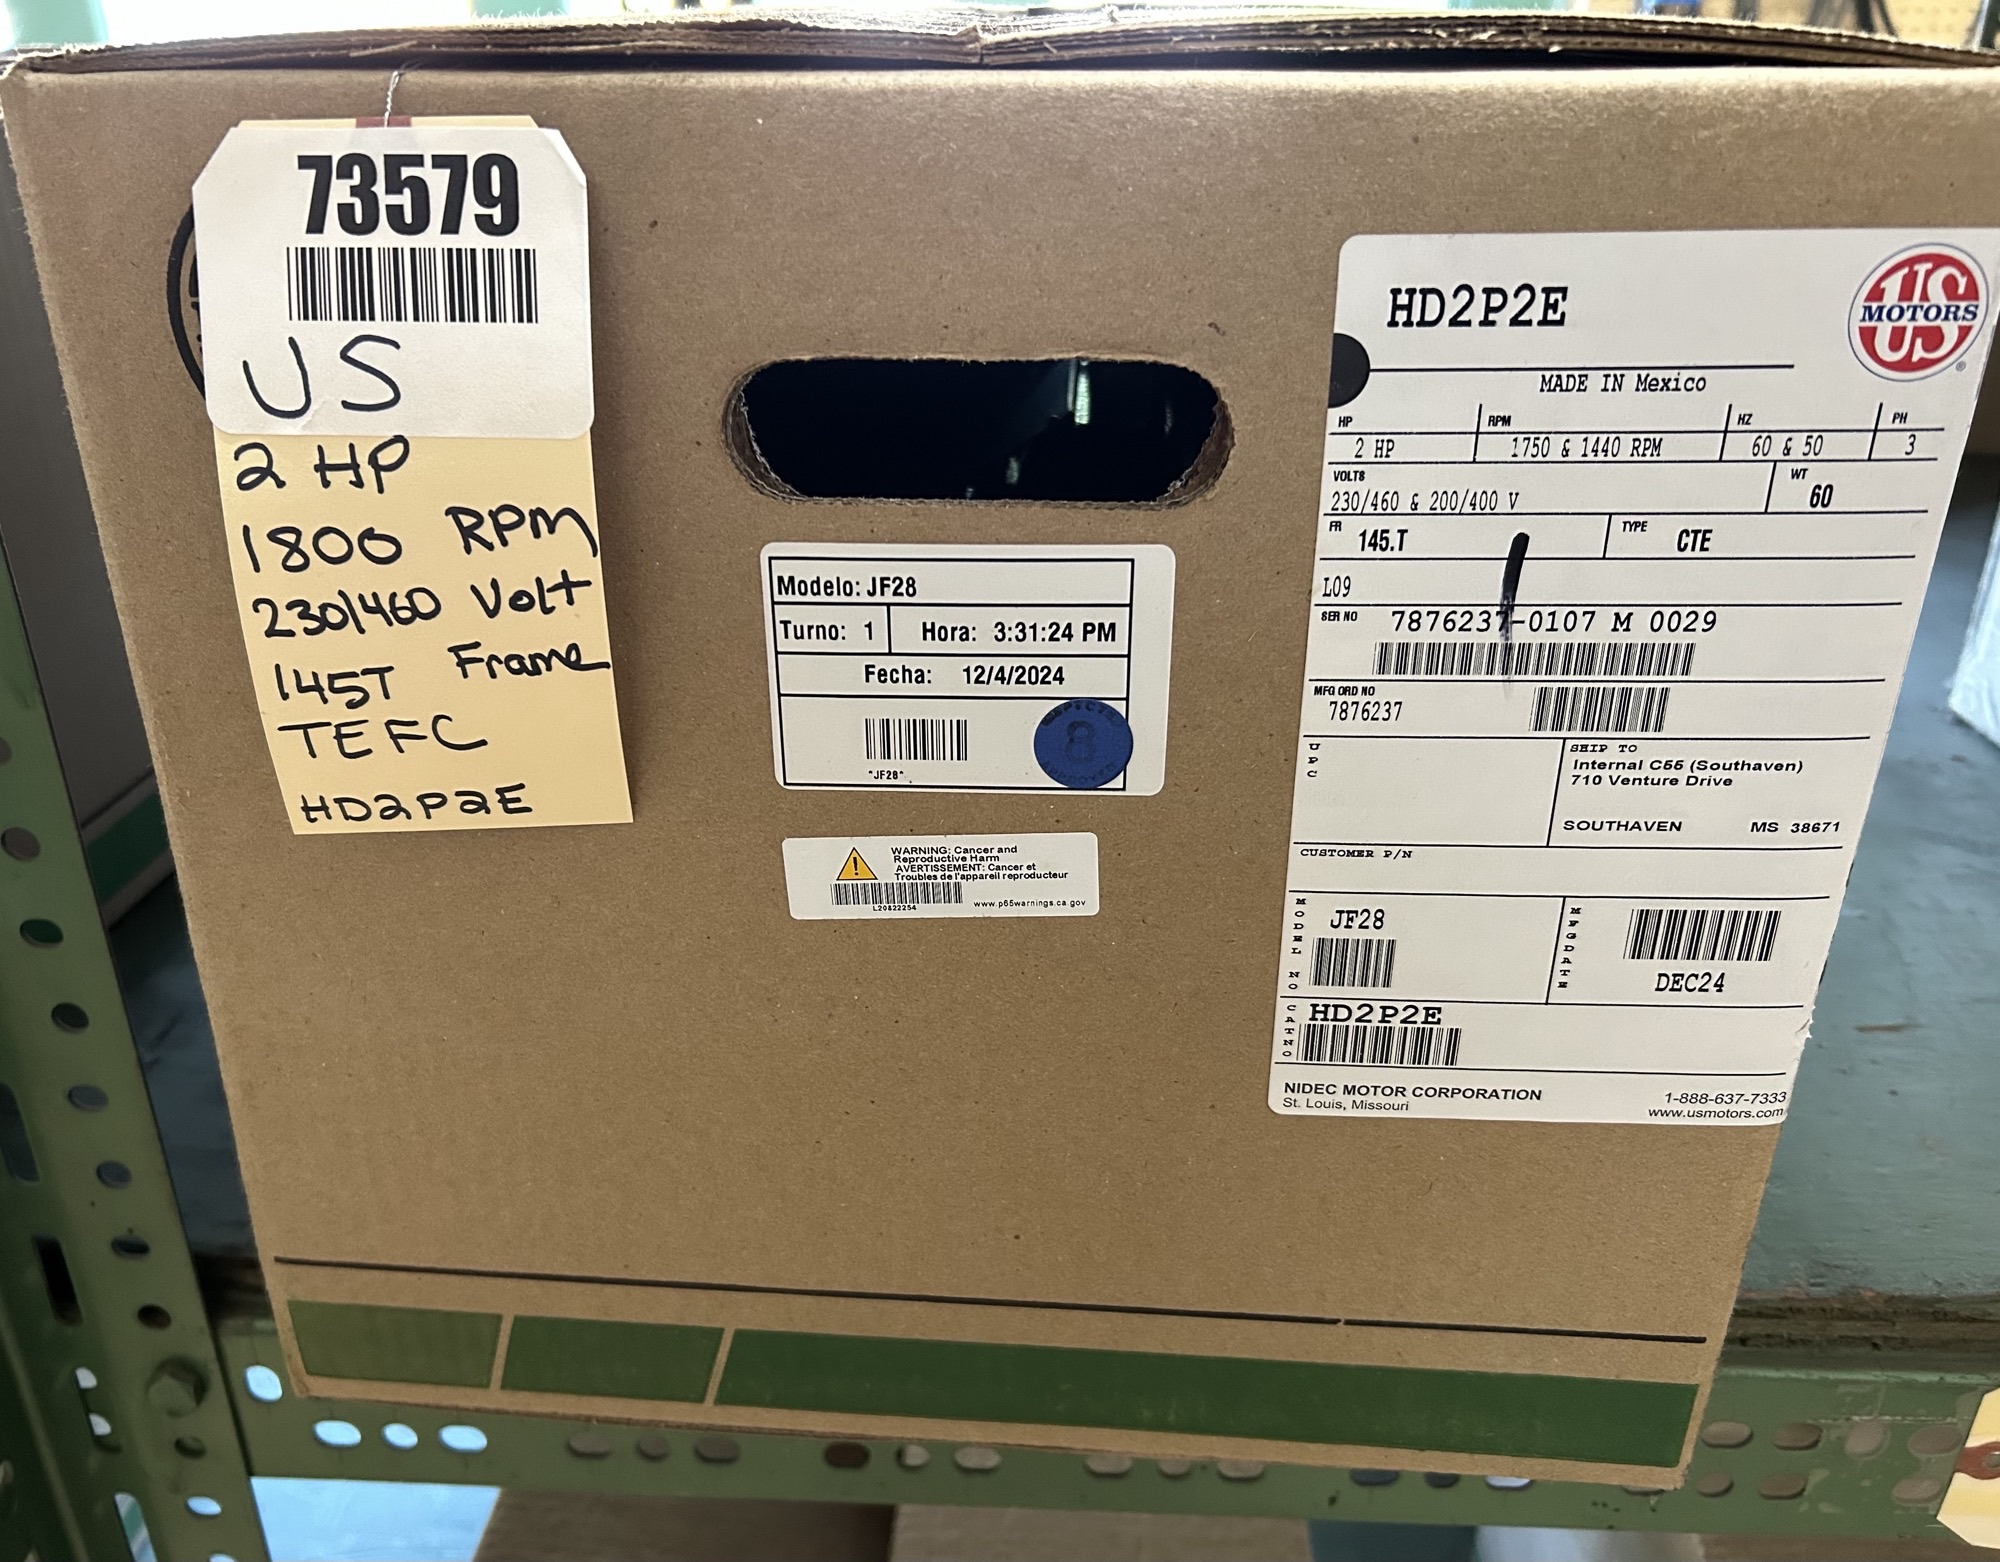 73579
US
2 HP
1800 RPM
230/460 Volt
145T Frame
TEFC
HD2P2E
Modelo: JF28
Turno: 1 Hora: 3:31:24 PM
Fecha: 12/4/2024
*JF28*
8
WARNING: Cancer and
Reproductive Harm
AVERTISSEMENT: Cancer et
Troubles de l'appareil reproducteur
L20822254 www.p65warnings.ca.gov
HD2P2E
US
MOTORS
®
MADE IN Mexico
HP RPM HZ PH
2 HP 1750 & 1440 RPM 60 & 50 3
VOLTS WT
230/460 & 200/400 V 60
FR 145.T TYPE CTE
L09
SER NO 7876237-0107 M 0029
MFG ORD NO
7876237
UPC
SHIP TO
Internal C55 (Southaven)
710 Venture Drive
SOUTHAVEN MS 38671
CUSTOMER P/N
MODEL NO JF28
MFGDATE DEC24
CATNO HD2P2E
NIDEC MOTOR CORPORATION 1-888-637-7333
St. Louis, Missouri www.usmotors.com